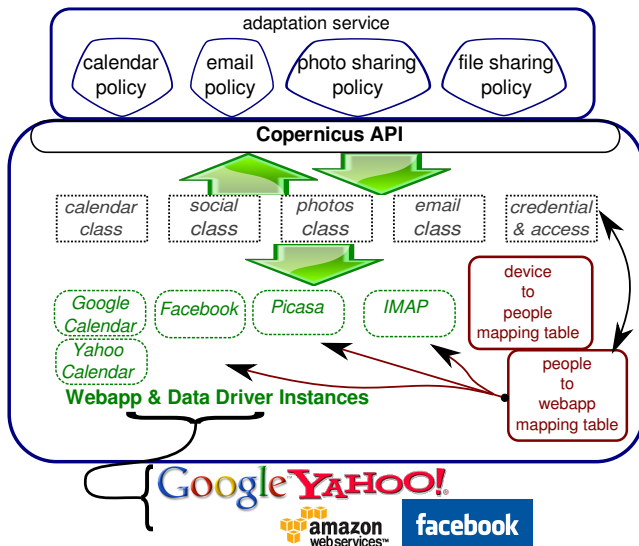 adaptation service
calendar
policy
email
policy
photo sharing
policy
file sharing
policy
Copernicus API
calendar
class
social
class
photos
class
email
class
credential
& access
device
to
people
mapping table
Google
Calendar
Facebook
Picasa
IMAP
Yahoo
Calendar
people
to
webapp
mapping table
Webapp & Data Driver Instances
Google™
YAHOO!
amazon
webservices™
facebook